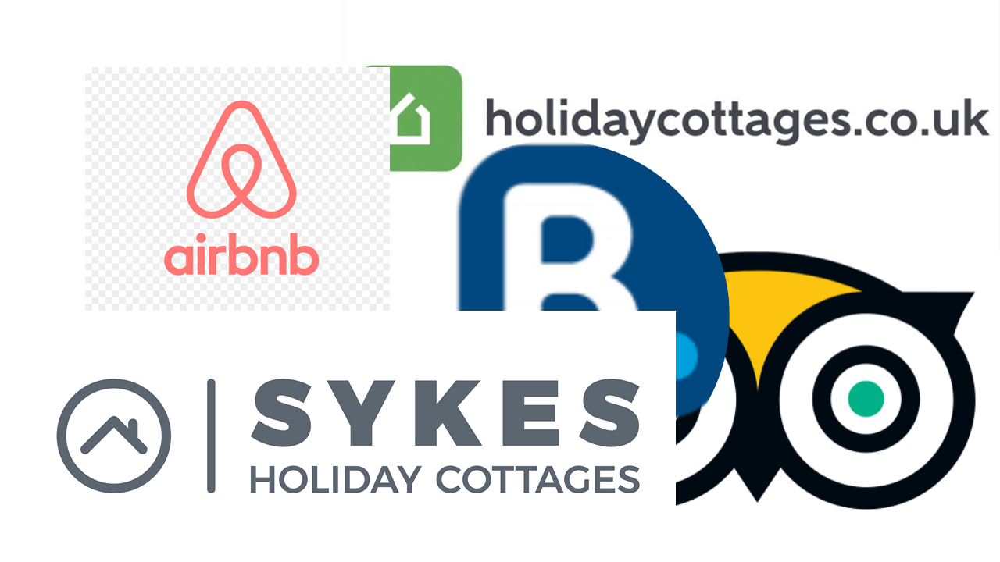 airbnb
holidaycottages.co.uk
B.
SYKES
HOLIDAY COTTAGES